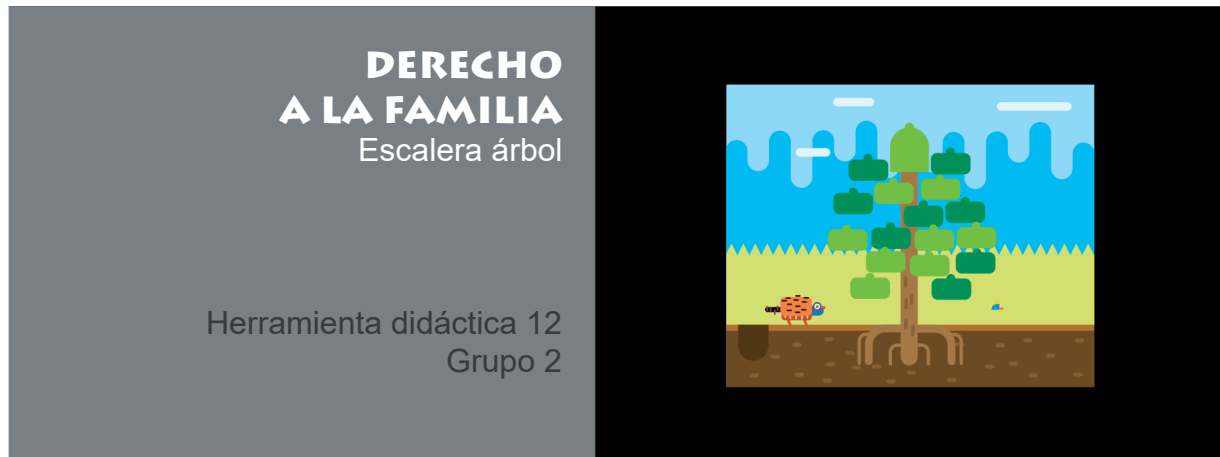 DERECHO
A LA FAMILIA
Escalera árbol
Herramienta didáctica 12
Grupo 2